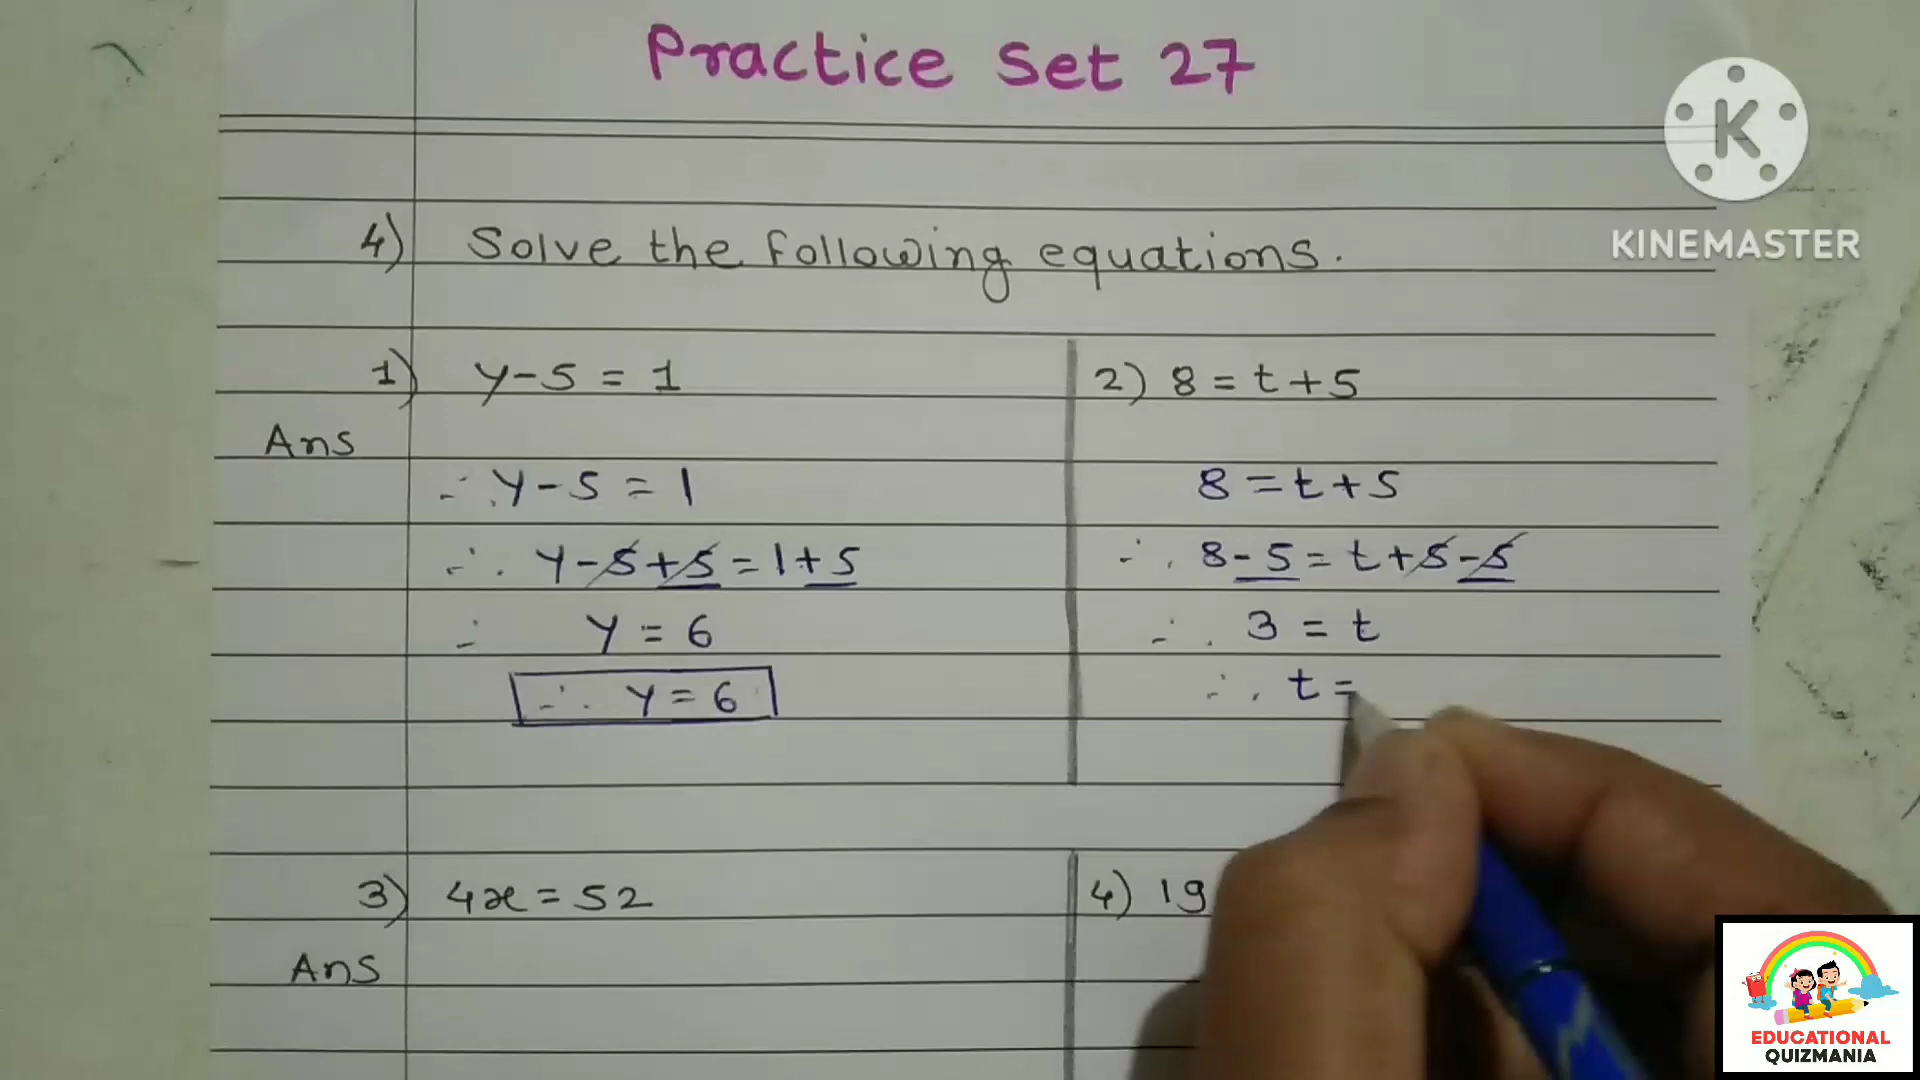 Practice Set 27
KINEMASTER
4) Solve the following equations.
1) y-5 = 1
Ans
∴ y-5 = 1
∴ y-5+5 = 1+5
∴ y = 6
∴ y = 6
2) 8 = t+5
8 = t+5
∴ 8-5 = t+5-5
∴ 3 = t
∴ t =
3) 4x = 52
Ans
4) 19
EDUCATIONAL
QUIZMANIA